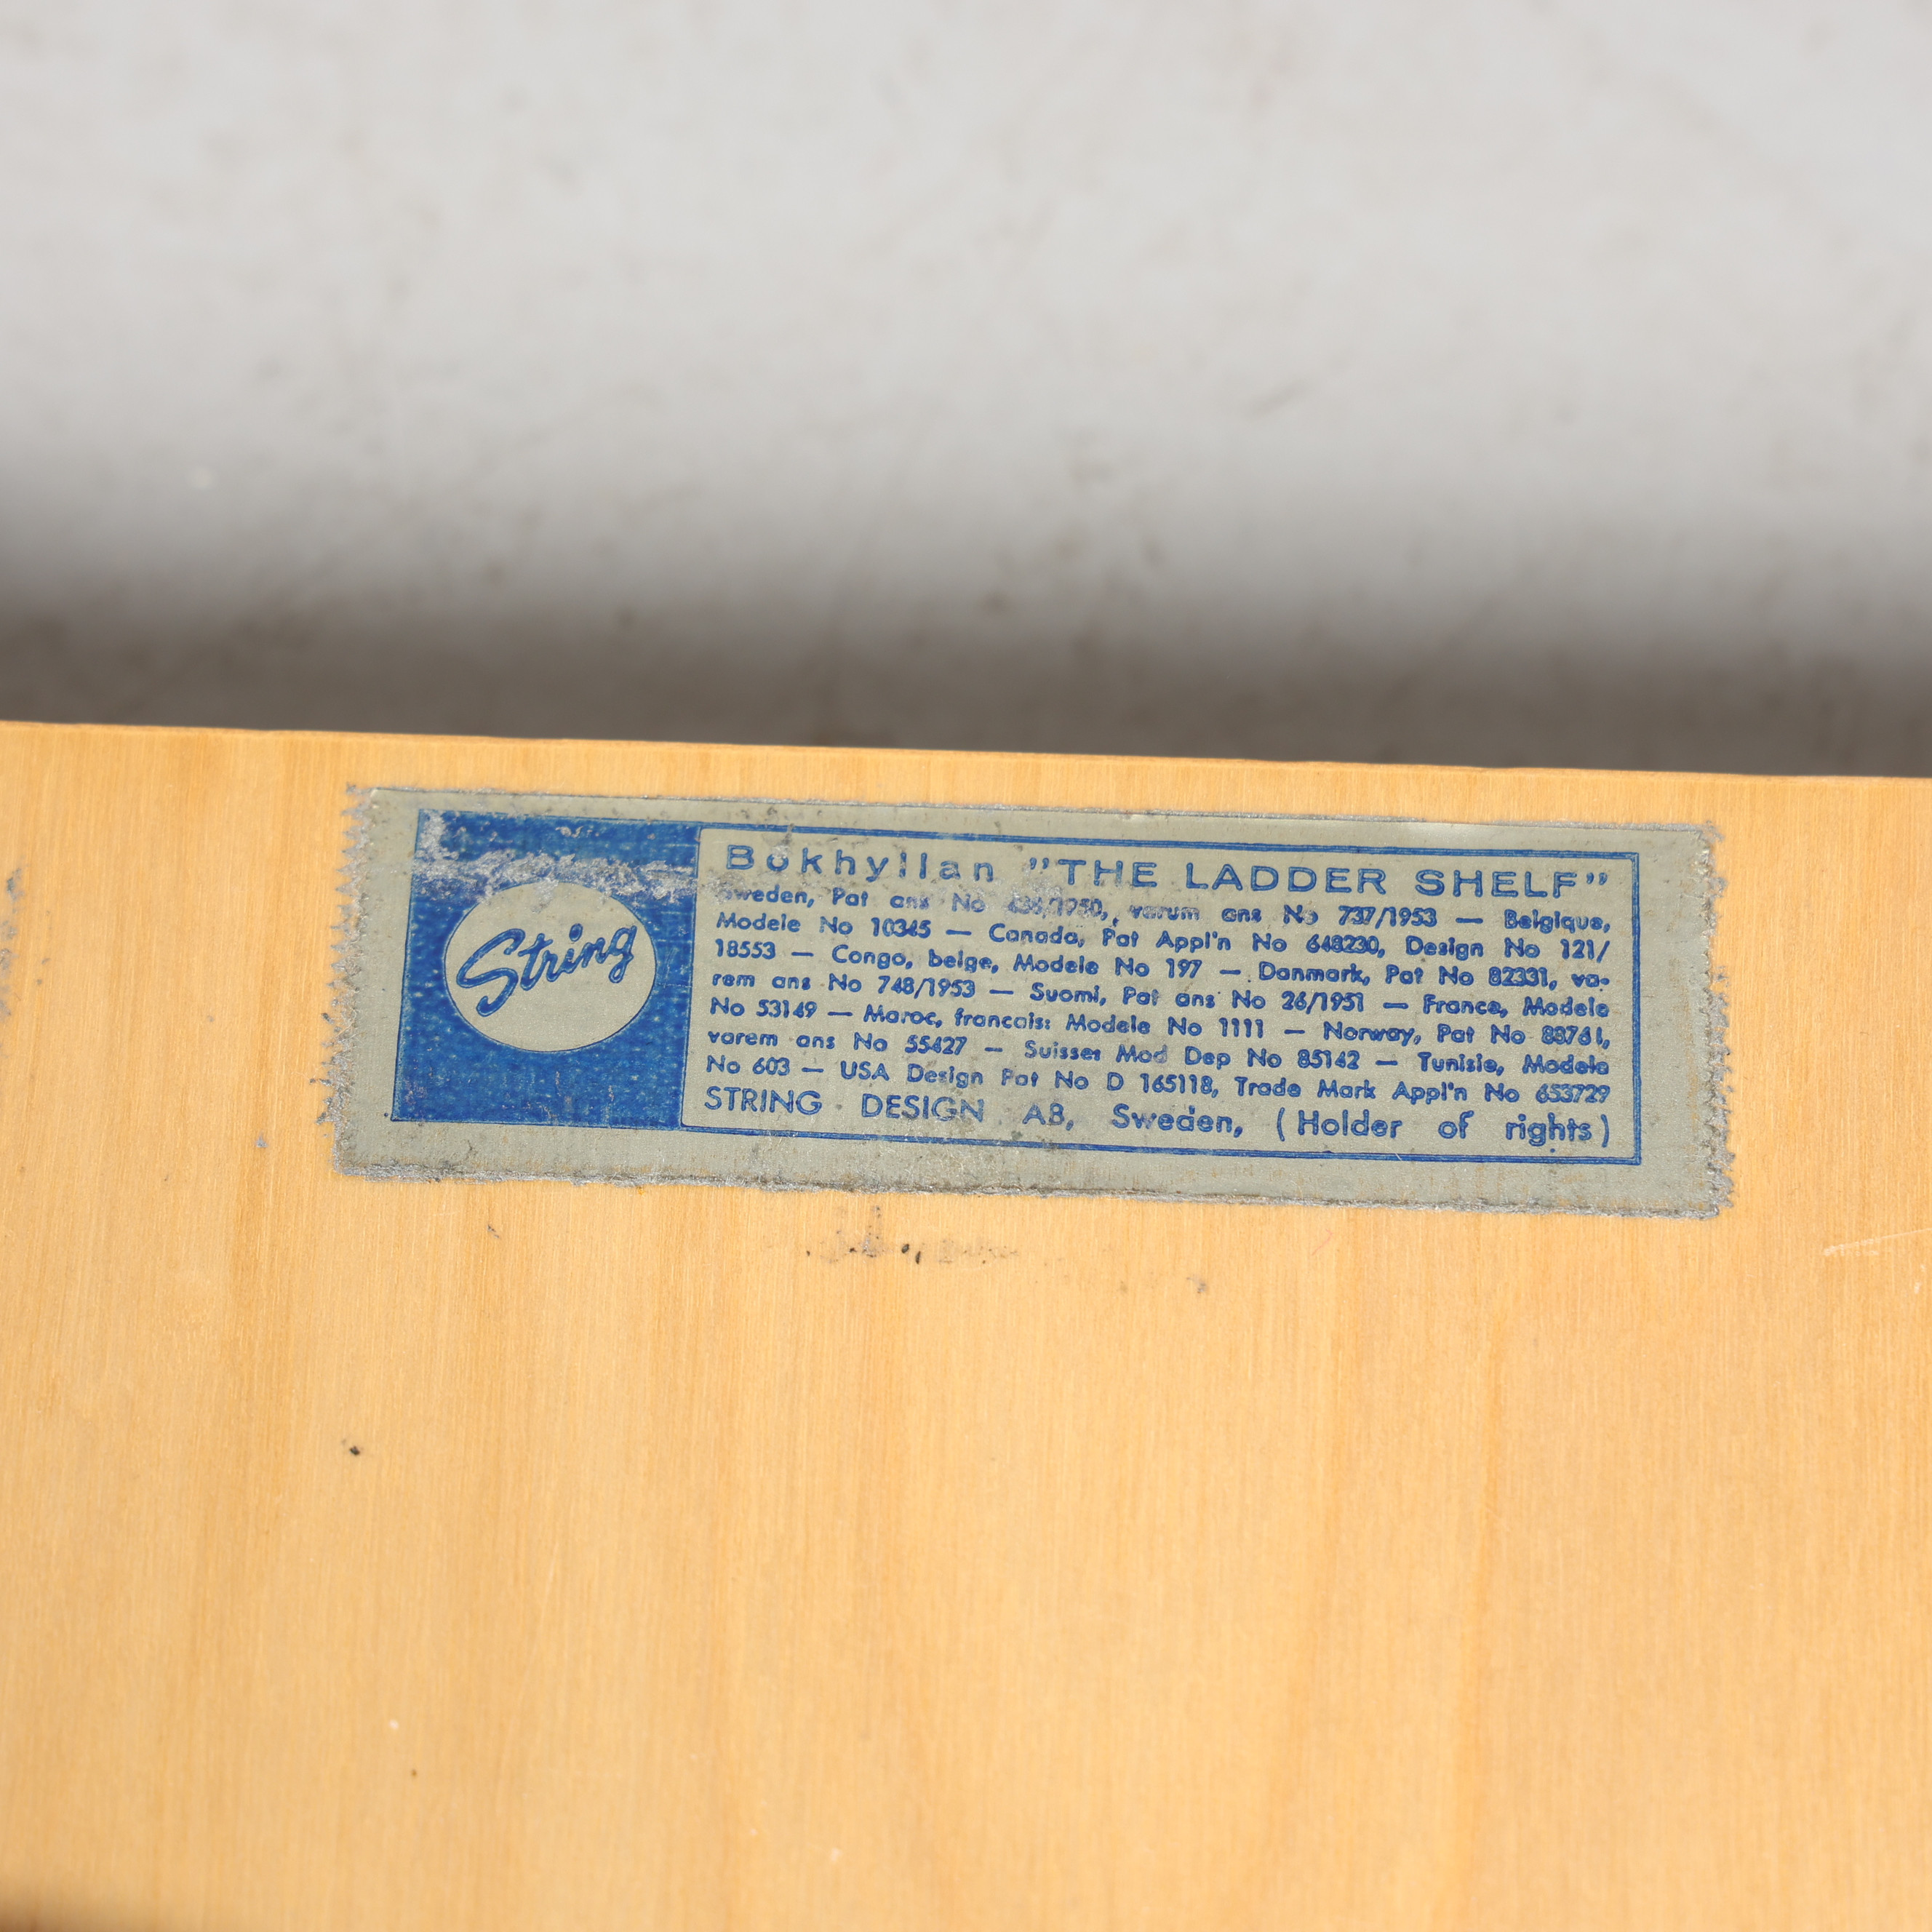 String
Bokhyllan "THE LADDER SHELF"
Sweden, Pat ans No varum ans No 737/1953 — Belgique,
Modele No 10345 — Canada, Pat Appl'n No 648230, Design No 121/
18553 — Congo, belge, Modele No 197 — Danmark, Pat No 82331, va-
rem ans No 748/1953 — Suomi, Pat ans No 26/1951 — France, Modele
No 53149 — Maroc, francais: Modele No 1111 — Norway, Pat No 88761,
varem ans No 55427 — Suisse: Mod Dep No 85142 — Tunisie, Modele
No 603 — USA Design Pat No D 165118, Trade Mark Appl'n No 653729
STRING DESIGN AB, Sweden, (Holder of rights)